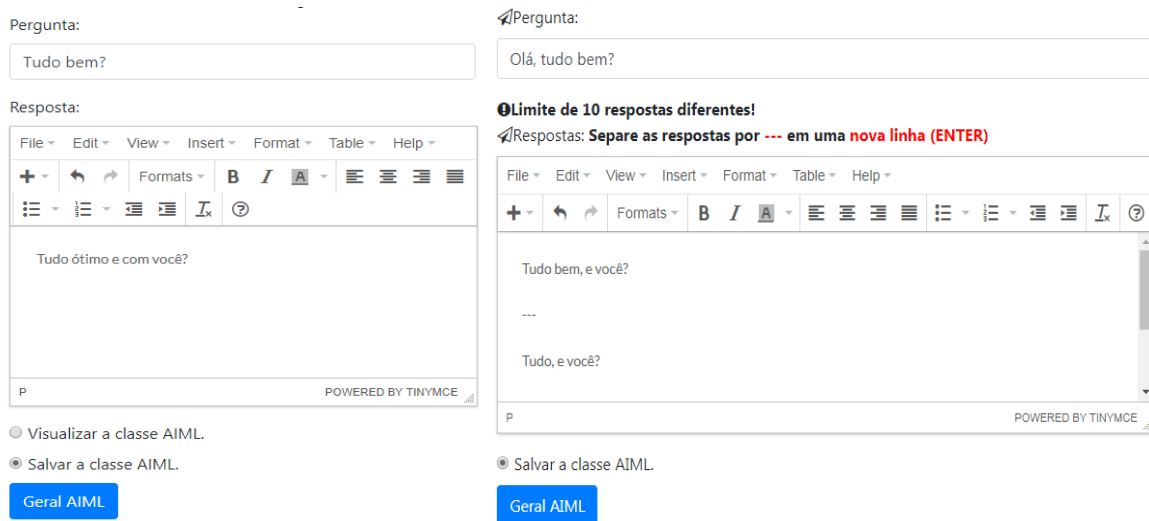 Pergunta:
Tudo bem?
Resposta:
File Edit View Insert Format Table Help
Formats B I A
Tudo ótimo e com você?
P POWERED BY TINYMCE
Visualizar a classe AIML.
Salvar a classe AIML.
Geral AIML
Pergunta:
Olá, tudo bem?
Limite de 10 respostas diferentes!
Respostas: Separe as respostas por --- em uma nova linha (ENTER)
File Edit View Insert Format Table Help
Formats B I A
Tudo bem, e você?
---
Tudo, e você?
P POWERED BY TINYMCE
Salvar a classe AIML.
Geral AIML